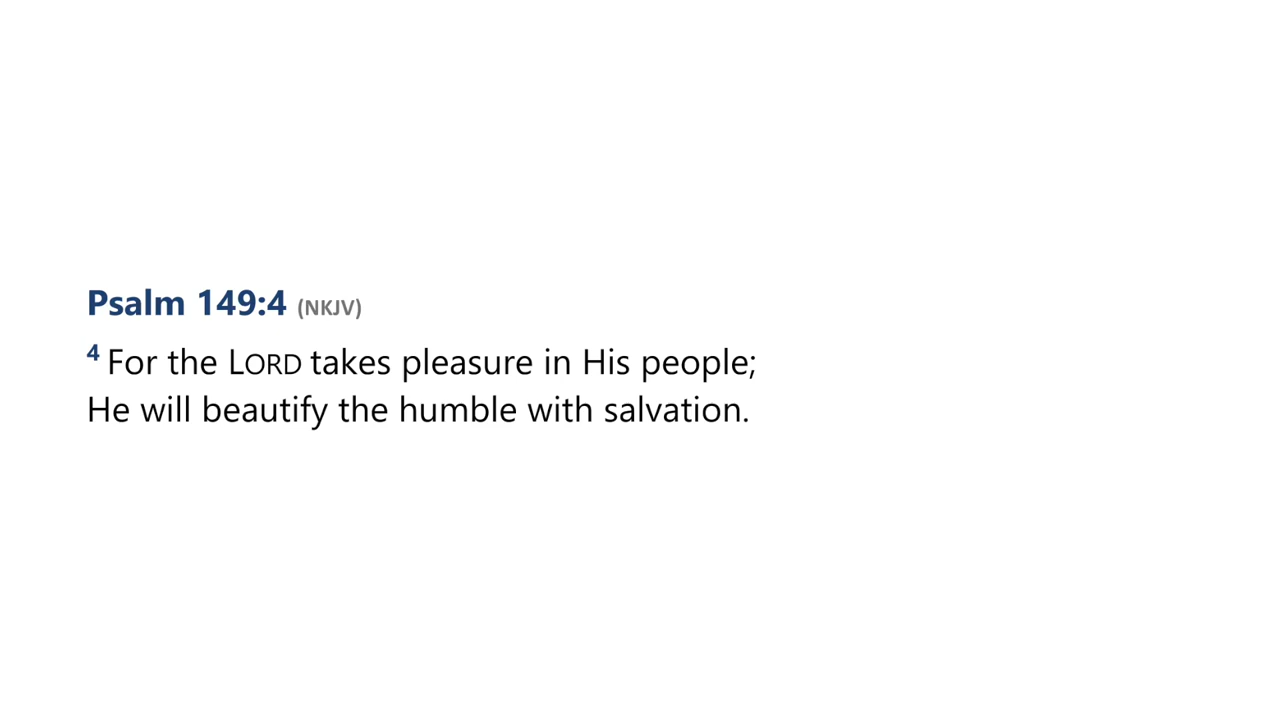 Psalm 149:4 (NKJV)
4 For the LORD takes pleasure in His people;
He will beautify the humble with salvation.